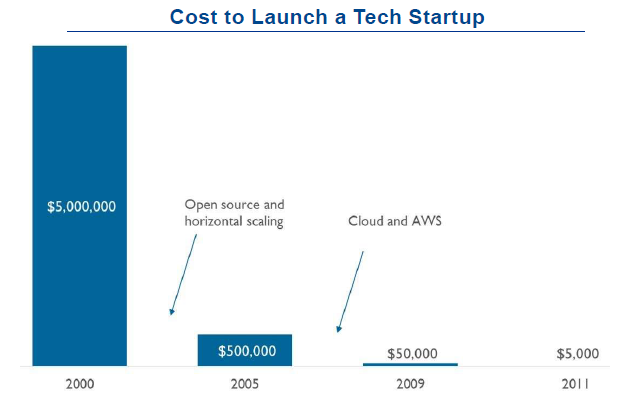 Cost to Launch a Tech Startup
$5,000,000
Open source and
horizontal scaling
Cloud and AWS
$500,000
$50,000
$5,000
2000
2005
2009
2011